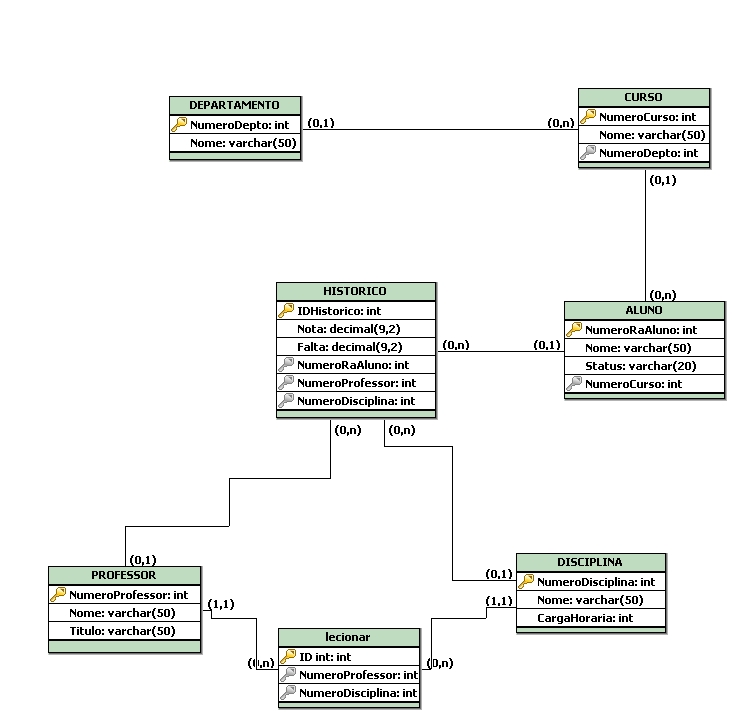 DEPARTAMENTO
NumeroDepto: int
Nome: varchar(50)
(0,1)
(0,n)
CURSO
NumeroCurso: int
Nome: varchar(50)
NumeroDepto: int
(0,1)
(0,n)
HISTORICO
IDHistorico: int
Nota: decimal(9,2)
Falta: decimal(9,2)
NumeroRaAluno: int
NumeroProfessor: int
NumeroDisciplina: int
(0,n)
(0,1)
ALUNO
NumeroRaAluno: int
Nome: varchar(50)
Status: varchar(20)
NumeroCurso: int
(0,n)
(0,n)
(0,1)
PROFESSOR
NumeroProfessor: int
Nome: varchar(50)
Titulo: varchar(50)
(1,1)
(0,1)
(1,1)
DISCIPLINA
NumeroDisciplina: int
Nome: varchar(50)
CargaHoraria: int
(0,n)
lecionar
ID int: int
NumeroProfessor: int
NumeroDisciplina: int
(0,n)